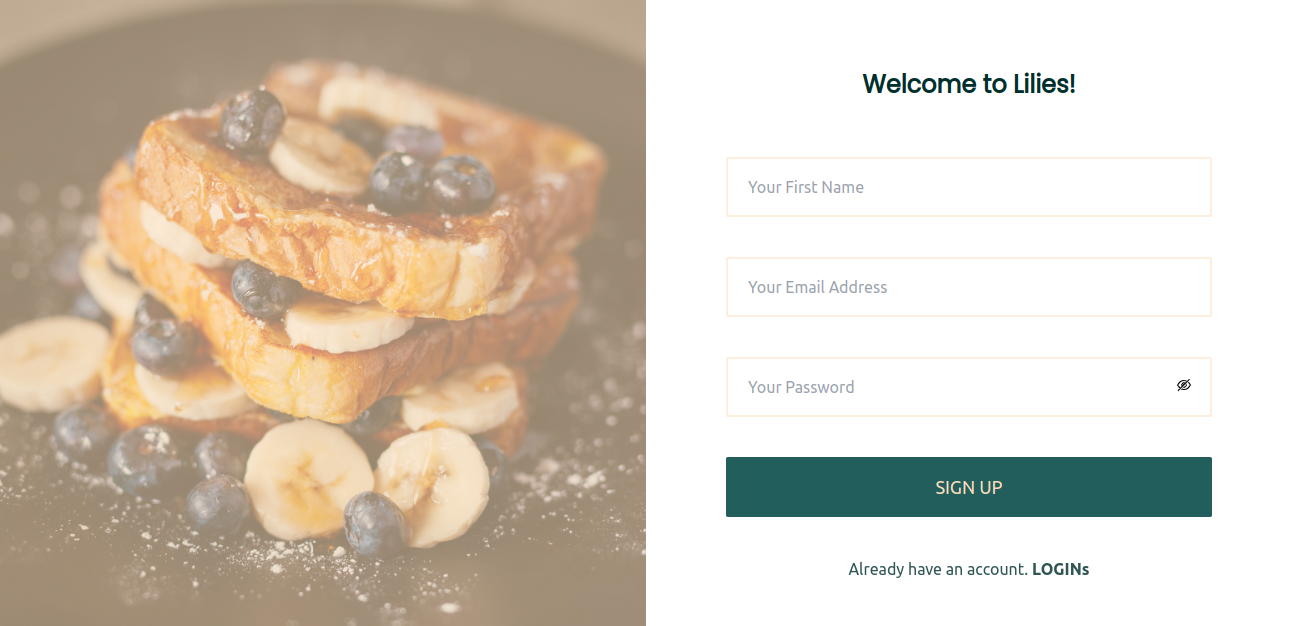 Welcome to Lilies!
Your First Name
Your Email Address
Your Password
SIGN UP
Already have an account. LOGINs